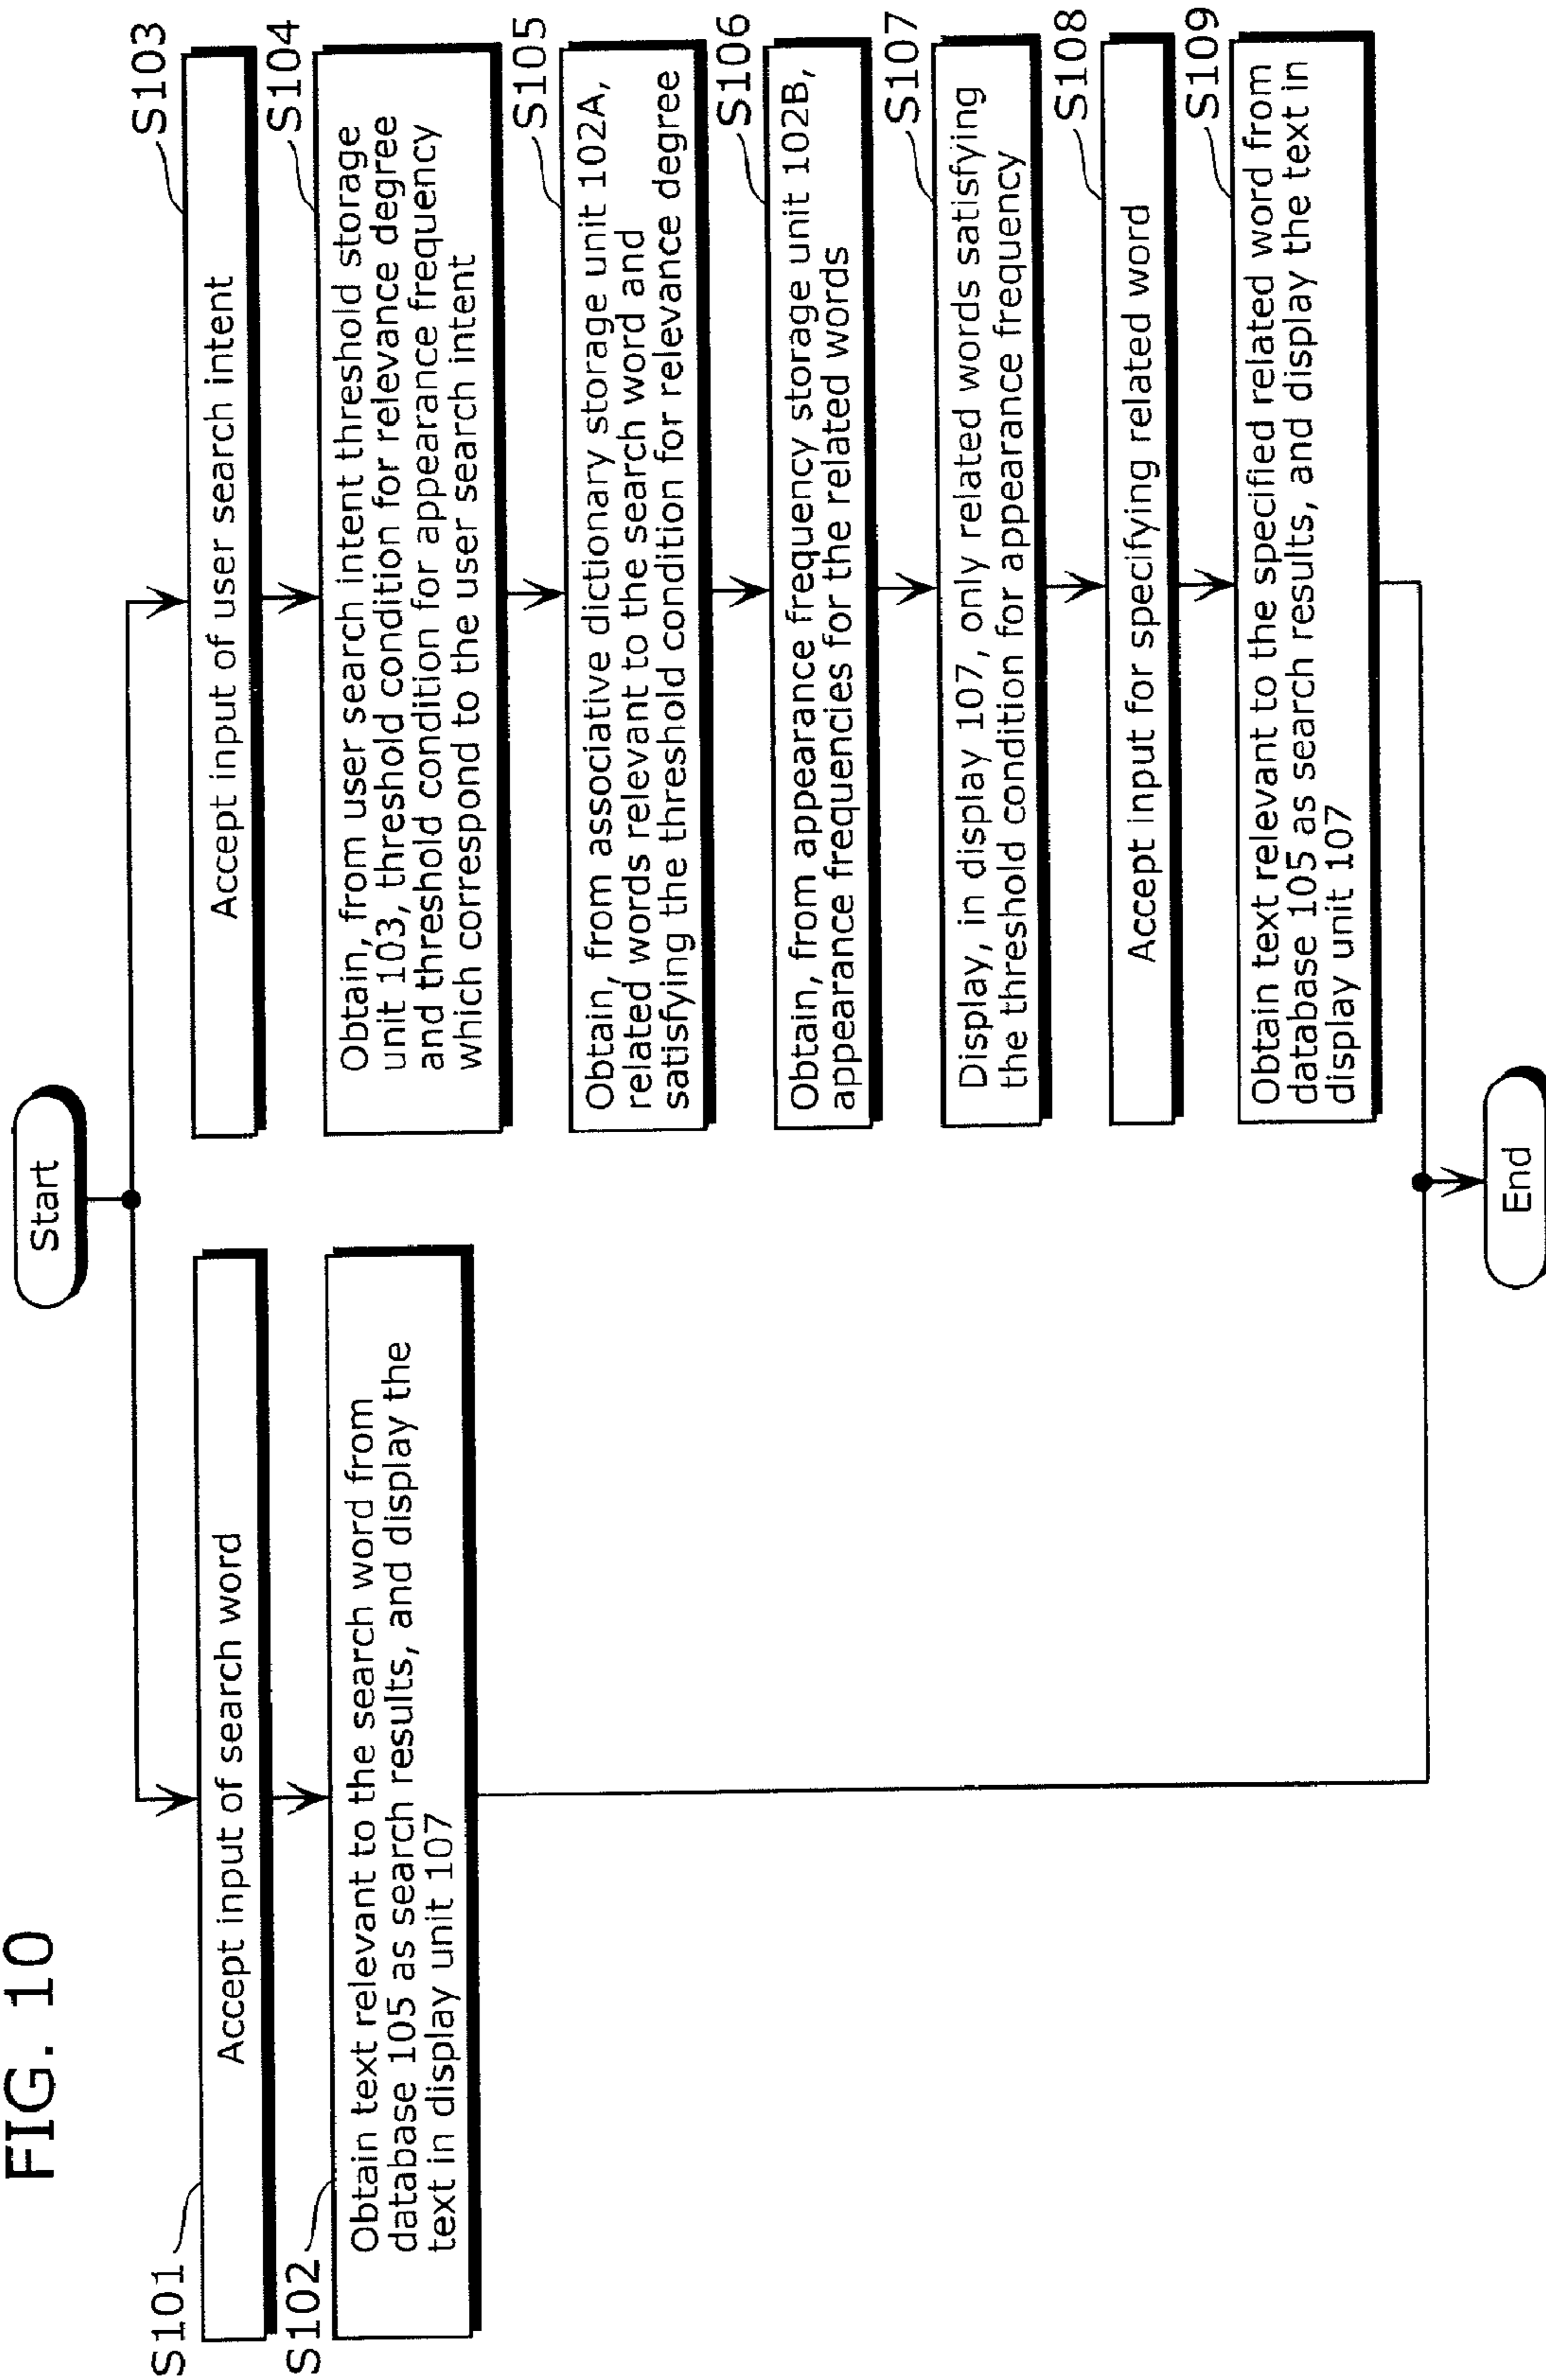 FIG. 10
Start
S101
Accept input of search word
S102
Obtain text relevant to the search word from
database 105 as search results, and display the
text in display unit 107
S103
Accept input of user search intent
S104
Obtain, from user search intent threshold storage
unit 103, threshold condition for relevance degree
and threshold condition for appearance frequency
which correspond to the user search intent
S105
Obtain, from associative dictionary storage unit 102A,
related words relevant to the search word and
satisfying the threshold condition for relevance degree
S106
Obtain, from appearance frequency storage unit 102B,
appearance frequencies for the related words
S107
Display, in display 107, only related words satisfying
the threshold condition for appearance frequency
S108
Accept input for specifying related word
S109
Obtain text relevant to the specified related word from
database 105 as search results, and display the text in
display unit 107
End